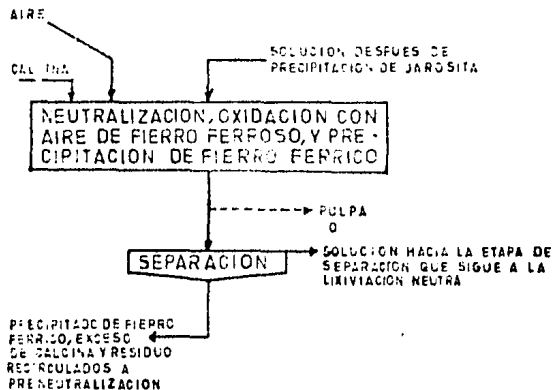 AIRE
SOLUCION DESPUES DE
PRECIPITACION DE JAROSITA
NEUTRALIZACION, OXIDACION CON
AIRE DE FIERRO FERROSO, Y PRE-
CIPITACION DE FIERRO FERRICO
PULPA
O
SEPARACION
SOLUCION HACIA LA ETAPA DE
SEPARACION QUE SIGUE A LA
LIXIVIACION NEUTRA
PRECIPITADO DE FIERRO
FERRICO, EXCESO
DE CALCINA Y RESIDUO
RECIRCULADOS A
PRENEUTRALIZACION